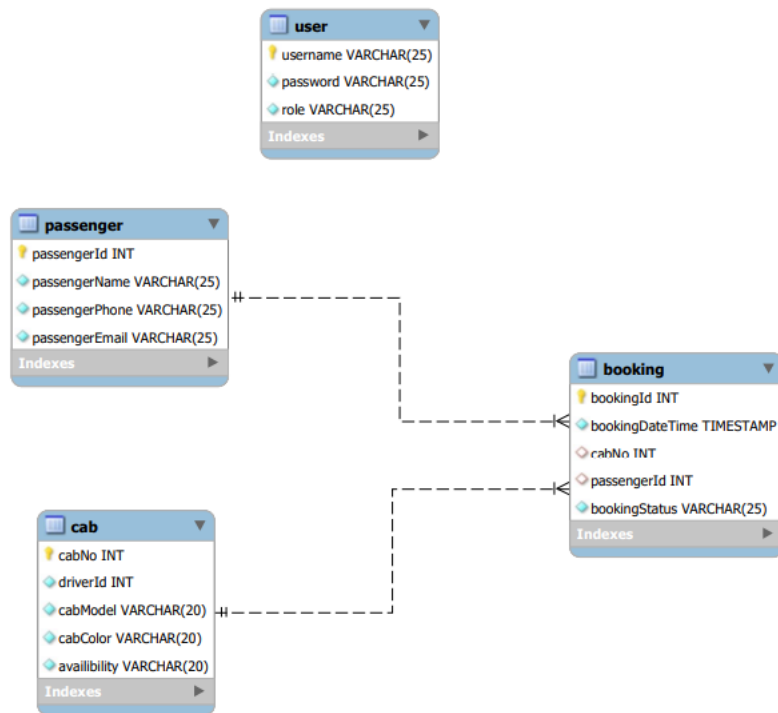 user
username VARCHAR(25)
password VARCHAR(25)
role VARCHAR(25)
Indexes
passenger
passengerId INT
passengerName VARCHAR(25)
passengerPhone VARCHAR(25)
passengerEmail VARCHAR(25)
Indexes
booking
bookingId INT
bookingDateTime TIMESTAMP
cabNo INT
passengerId INT
bookingStatus VARCHAR(25)
Indexes
cab
cabNo INT
driverId INT
cabModel VARCHAR(20)
cabColor VARCHAR(20)
availibility VARCHAR(20)
Indexes